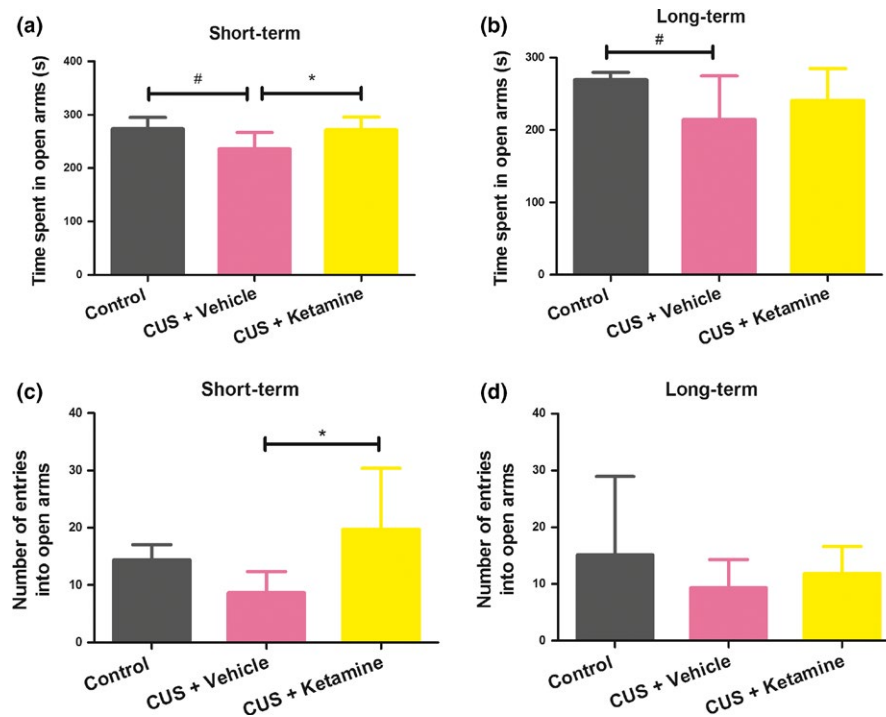 (a)
Short-term
Time spent in open arms (s)
400
300
200
100
0
#
*
Control
CUS + Vehicle
CUS + Ketamine
(b)
Long-term
Time spent in open arms (s)
300
200
100
0
#
Control
CUS + Vehicle
CUS + Ketamine
(c)
Short-term
Number of entries
into open arms
40
30
20
10
0
*
Control
CUS + Vehicle
CUS + Ketamine
(d)
Long-term
Number of entries
into open arms
40
30
20
10
0
Control
CUS + Vehicle
CUS + Ketamine